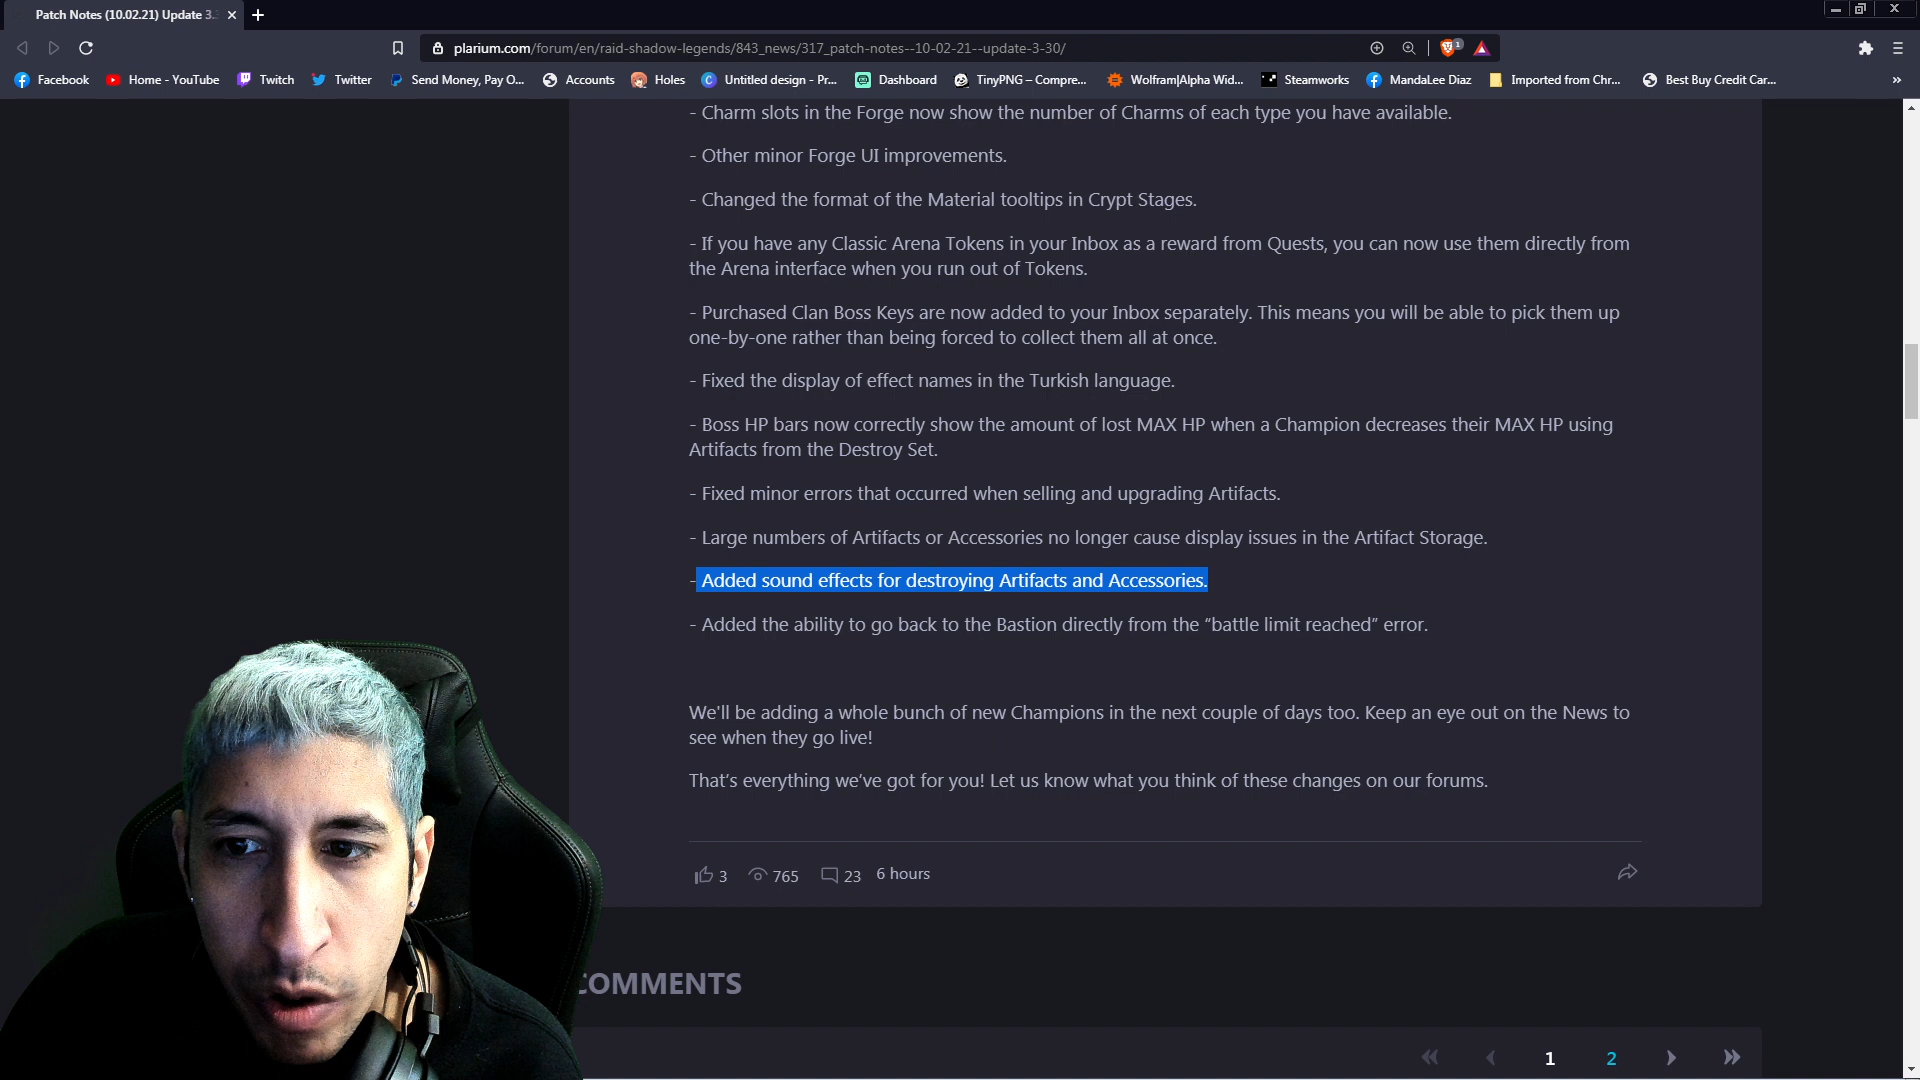 Patch Notes (10.02.21) Update 3.
plarium.com/forum/en/raid-shadow-legends/843_news/317_patch-notes--10-02-21--update-3-30/
1
Facebook
Home - YouTube
Twitch
Twitter
Send Money, Pay O...
Accounts
Holes
Untitled design - Pr...
Dashboard
TinyPNG – Compre...
Wolfram|Alpha Wid...
Steamworks
MandaLee Diaz
Imported from Chr...
Best Buy Credit Car...
- Charm slots in the Forge now show the number of Charms of each type you have available.
- Other minor Forge UI improvements.
- Changed the format of the Material tooltips in Crypt Stages.
- If you have any Classic Arena Tokens in your Inbox as a reward from Quests, you can now use them directly from
the Arena interface when you run out of Tokens.
- Purchased Clan Boss Keys are now added to your Inbox separately. This means you will be able to pick them up
one-by-one rather than being forced to collect them all at once.
- Fixed the display of effect names in the Turkish language.
- Boss HP bars now correctly show the amount of lost MAX HP when a Champion decreases their MAX HP using
Artifacts from the Destroy Set.
- Fixed minor errors that occurred when selling and upgrading Artifacts.
- Large numbers of Artifacts or Accessories no longer cause display issues in the Artifact Storage.
- Added sound effects for destroying Artifacts and Accessories.
- Added the ability to go back to the Bastion directly from the “battle limit reached” error.
We'll be adding a whole bunch of new Champions in the next couple of days too. Keep an eye out on the News to
see when they go live!
That’s everything we’ve got for you! Let us know what you think of these changes on our forums.
3
765
23
6 hours
COMMENTS
1
2